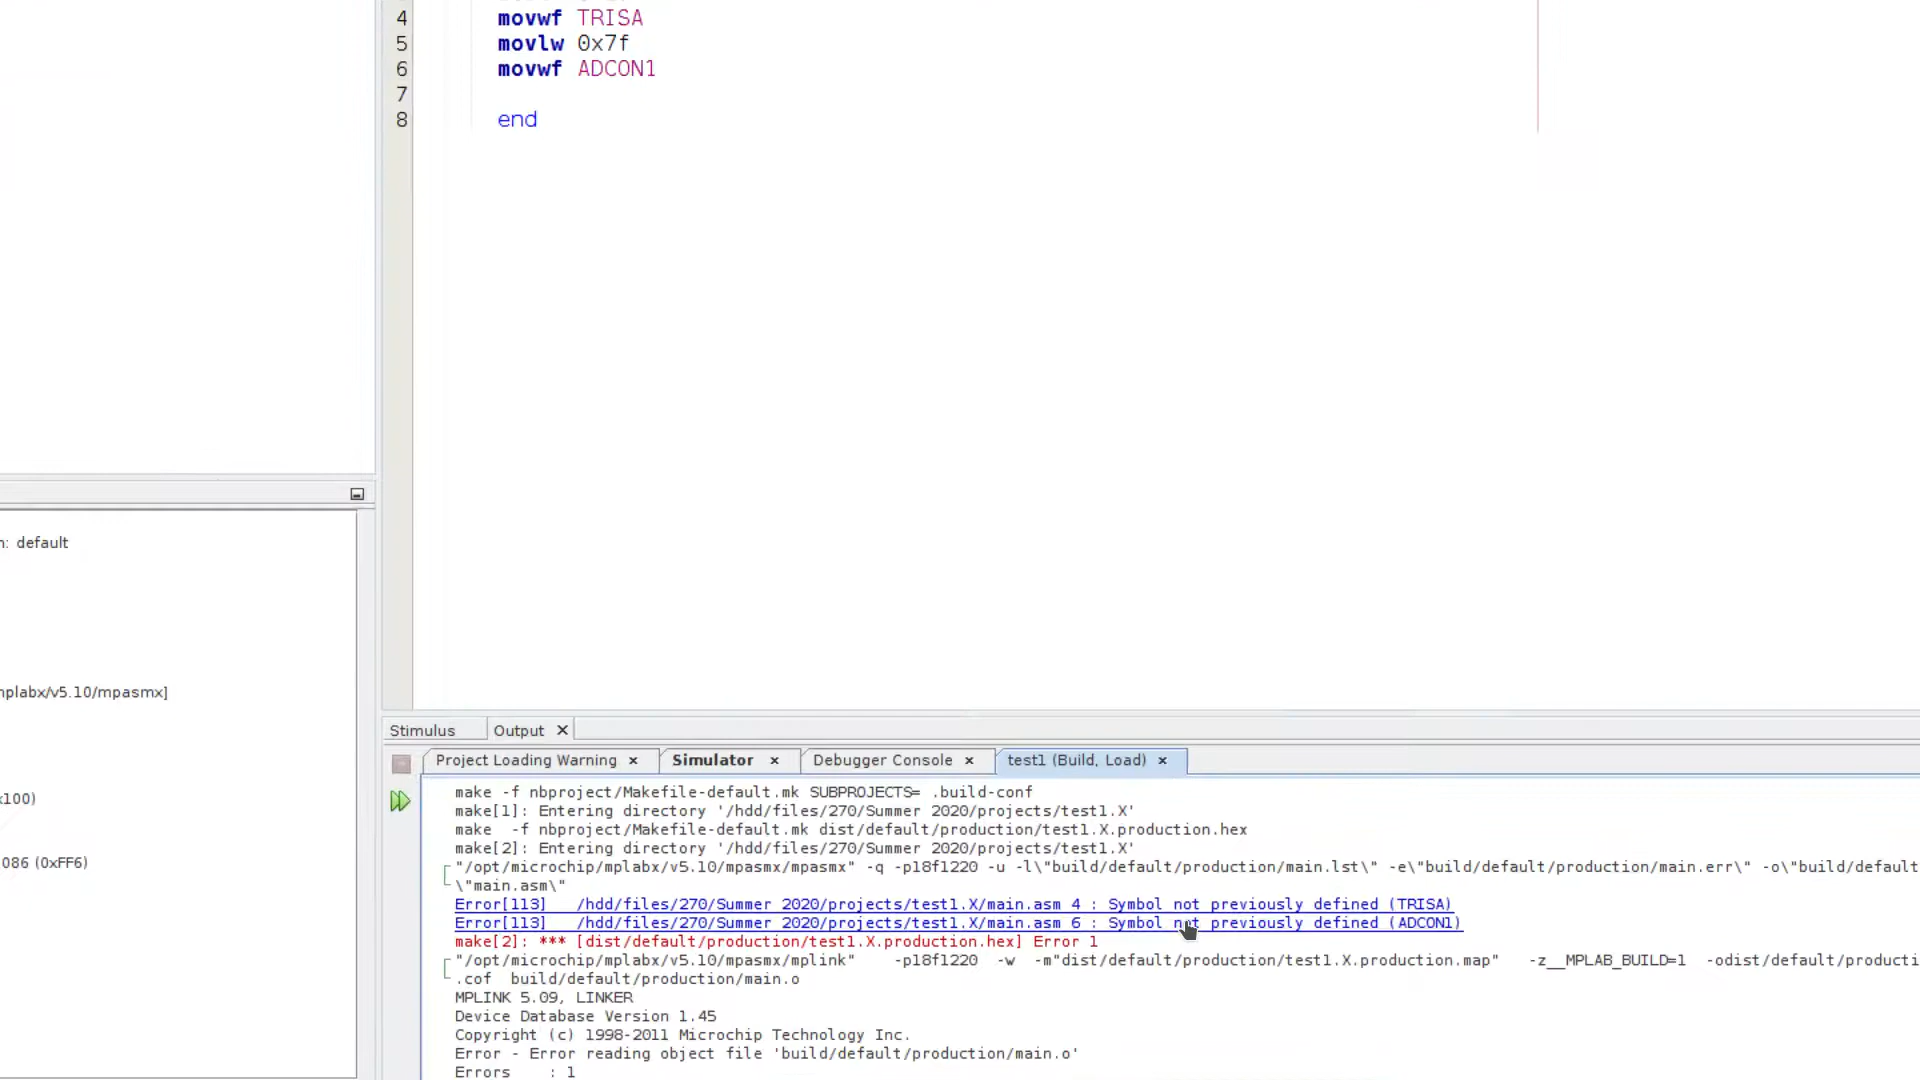 4 movwf TRISA
5 movlw 0x7f
6 movwf ADCON1
7
8 end
n: default
nplabx/v5.10/mpasmx]
x100)
086 (0xFF6)
Stimulus Output
Project Loading Warning Simulator Debugger Console test1 (Build, Load)
make -f nbproject/Makefile-default.mk SUBPROJECTS= .build-conf
make[1]: Entering directory '/hdd/files/270/Summer 2020/projects/test1.X'
make  -f nbproject/Makefile-default.mk dist/default/production/test1.X.production.hex
make[2]: Entering directory '/hdd/files/270/Summer 2020/projects/test1.X'
"/opt/microchip/mplabx/v5.10/mpasmx/mpasmx" -q -p18f1220 -u -l\"build/default/production/main.lst\" -e\"build/default/production/main.err\" -o\"build/default
\"main.asm\"
Error[113]   /hdd/files/270/Summer 2020/projects/test1.X/main.asm 4 : Symbol not previously defined (TRISA)
Error[113]   /hdd/files/270/Summer 2020/projects/test1.X/main.asm 6 : Symbol not previously defined (ADCON1)
make[2]: *** [dist/default/production/test1.X.production.hex] Error 1
"/opt/microchip/mplabx/v5.10/mpasmx/mplink"    -p18f1220  -w  -m"dist/default/production/test1.X.production.map"   -z__MPLAB_BUILD=1  -odist/default/producti
.cof  build/default/production/main.o
MPLINK 5.09, LINKER
Device Database Version 1.45
Copyright (c) 1998-2011 Microchip Technology Inc.
Error - Error reading object file 'build/default/production/main.o'
Errors    : 1